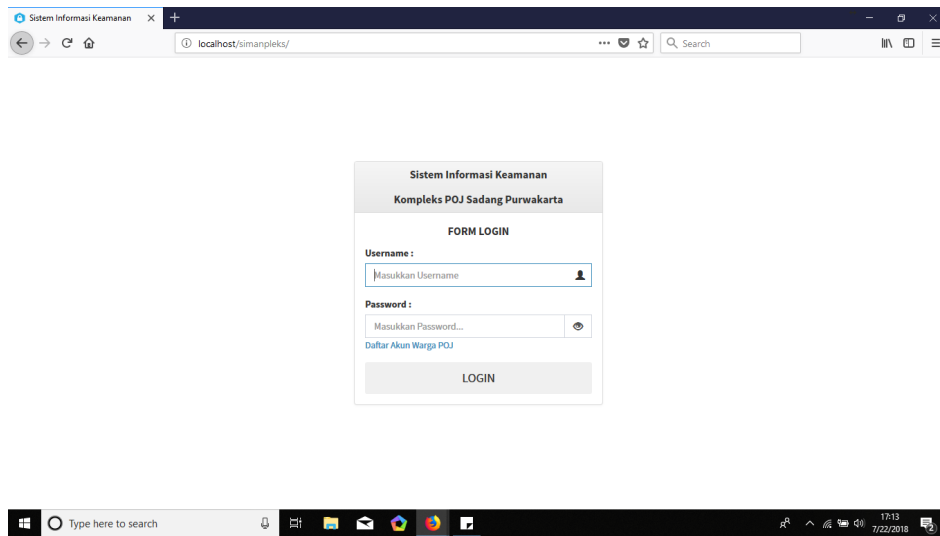 Sistem Informasi Keamanan
localhost/simanpleks/
Search
Sistem Informasi Keamanan
Kompleks POJ Sadang Purwakarta
FORM LOGIN
Username :
Masukkan Username
Password :
Masukkan Password...
Daftar Akun Warga POJ
LOGIN
Type here to search
17:13
7/22/2018
2